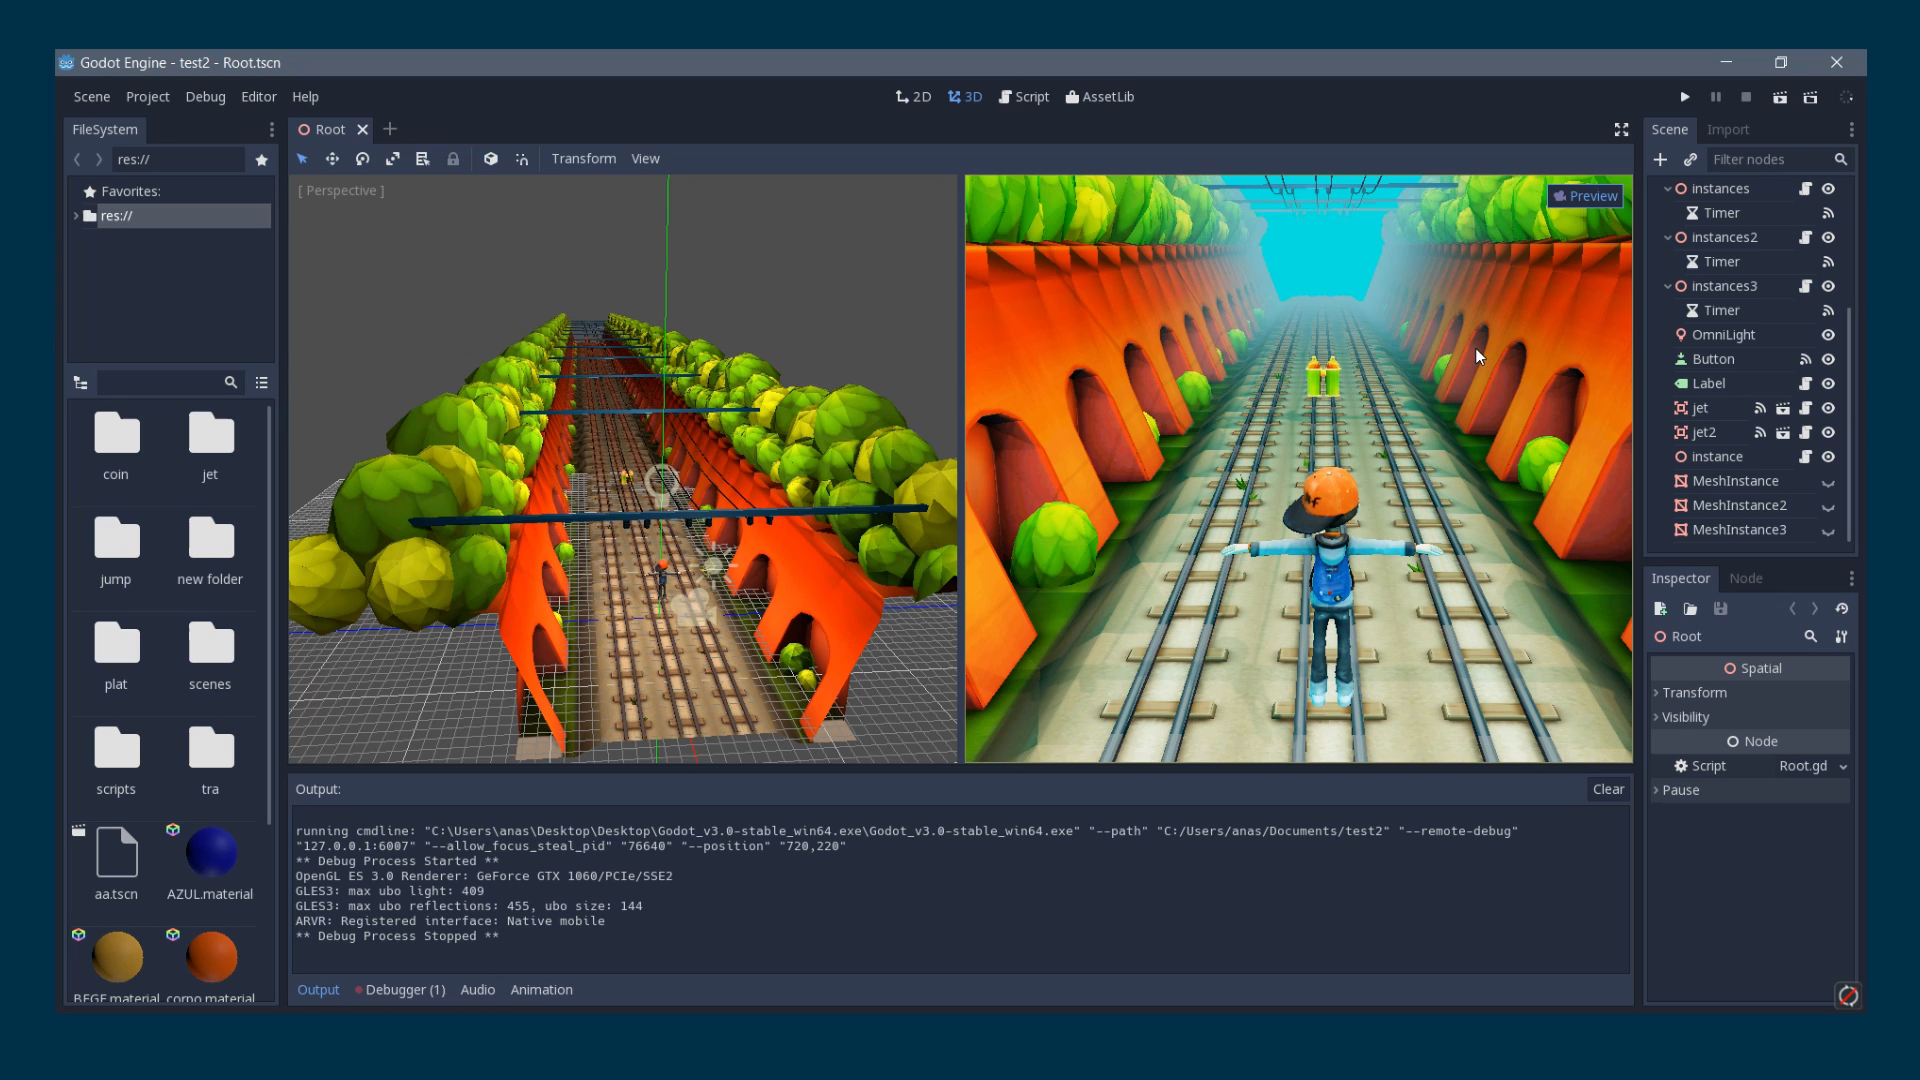 Godot Engine - test2 - Root.tscn
Scene Project Debug Editor Help
2D 3D Script AssetLib
FileSystem
res://
Favorites:
res://
coin
jet
jump
new folder
plat
scenes
scripts
tra
aa.tscn
AZUL.material
BEGE.material
corpo.material
Root
Transform View
[ Perspective ]
Preview
Output:
Clear
running cmdline: "C:\Users\anas\Desktop\Desktop\Godot_v3.0-stable_win64.exe\Godot_v3.0-stable_win64.exe" "--path" "C:/Users/anas/Documents/test2" "--remote-debug"
"127.0.0.1:6007" "--allow_focus_steal_pid" "76640" "--position" "720,220"
** Debug Process Started **
OpenGL ES 3.0 Renderer: GeForce GTX 1060/PCIe/SSE2
GLES3: max ubo light: 409
GLES3: max ubo reflections: 455, ubo size: 144
ARVR: Registered interface: Native mobile
** Debug Process Stopped **
Output Debugger (1) Audio Animation
Scene Import
Filter nodes
instances
Timer
instances2
Timer
instances3
Timer
OmniLight
Button
Label
jet
jet2
instance
MeshInstance
MeshInstance2
MeshInstance3
Inspector Node
Root
Spatial
Transform
Visibility
Node
Script Root.gd
Pause